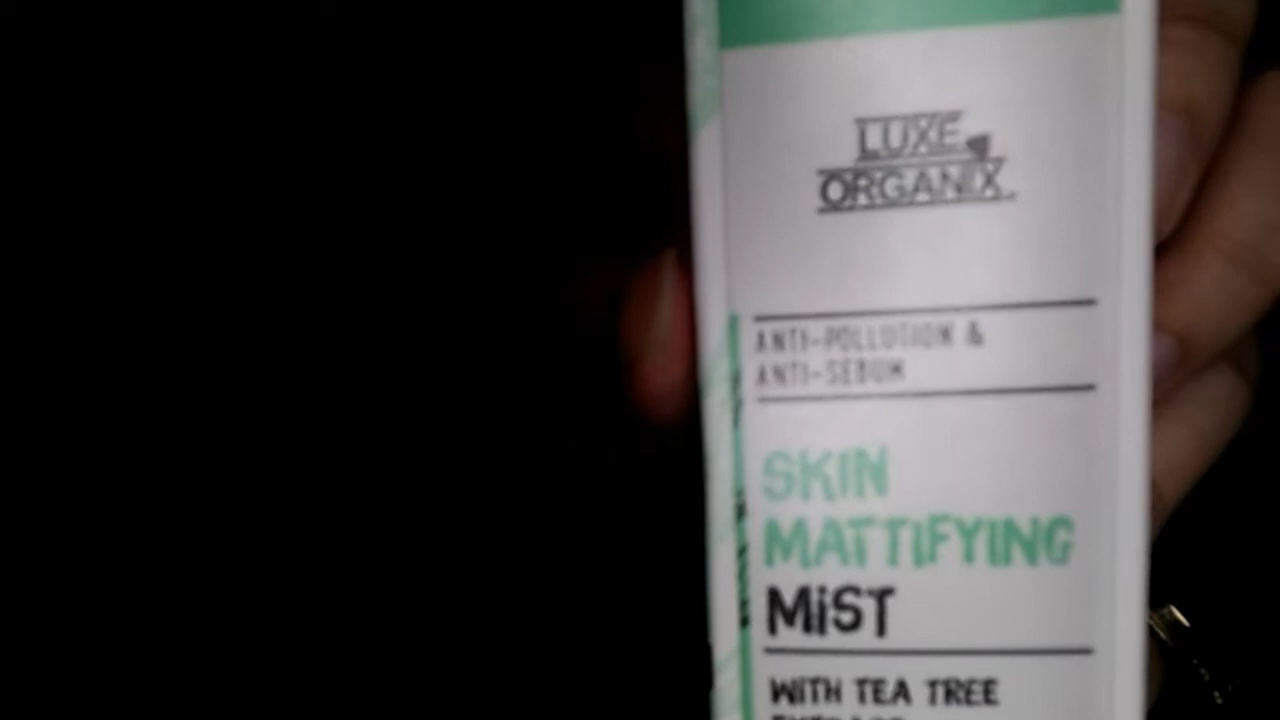 LUXE
ORGANIX.
ANTI-POLLUTION &
ANTI-SEBUM
SKIN
MATTIFYING
MiST
WiTH TEA TREE